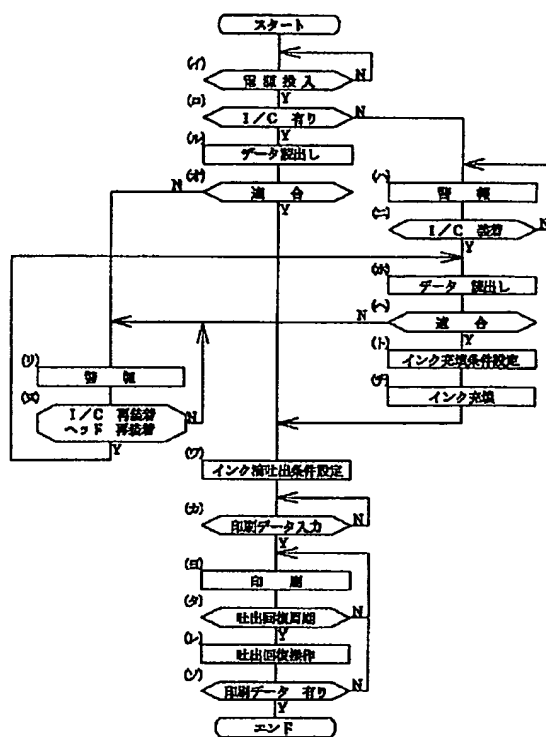 スタート
(イ)
電源投入
N
Y
(ロ)
I/C 有り
N
Y
(ル)
データ読出し
(オ)
適合
N
Y
(ハ)
警報
(ニ)
I/C 装着
N
Y
(ホ)
データ 読出し
(ヘ)
適合
N
Y
(ト)
インク充填条件設定
(チ)
インク充填
(リ)
警報
(ヌ)
I/C 再装着
ヘッド 再装着
N
Y
(ワ)
インク滴吐出条件設定
(カ)
印刷データ入力
N
Y
(ヨ)
印刷
(タ)
吐出回復周期
N
Y
(レ)
吐出回復操作
(ソ)
印刷データ 有り
N
Y
エンド